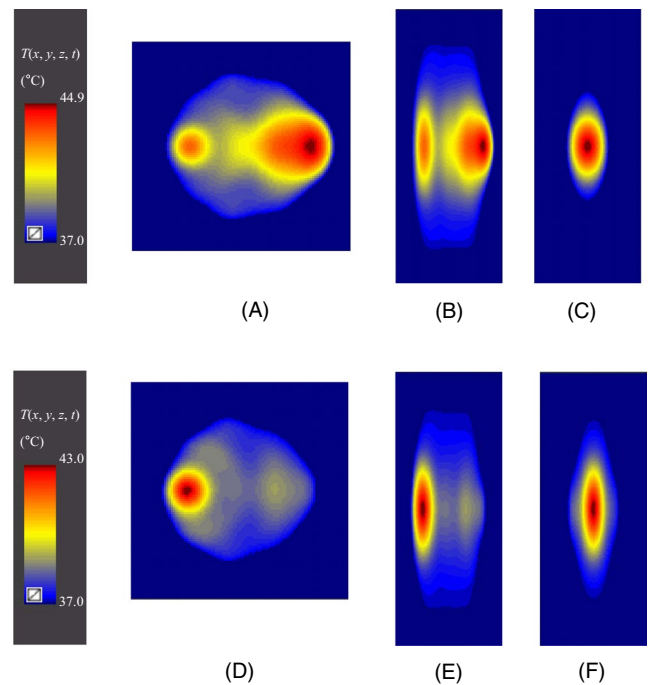 T(x, y, z, t)
(°C)
44.9
37.0
(A)
(B)
(C)
T(x, y, z, t)
(°C)
43.0
37.0
(D)
(E)
(F)